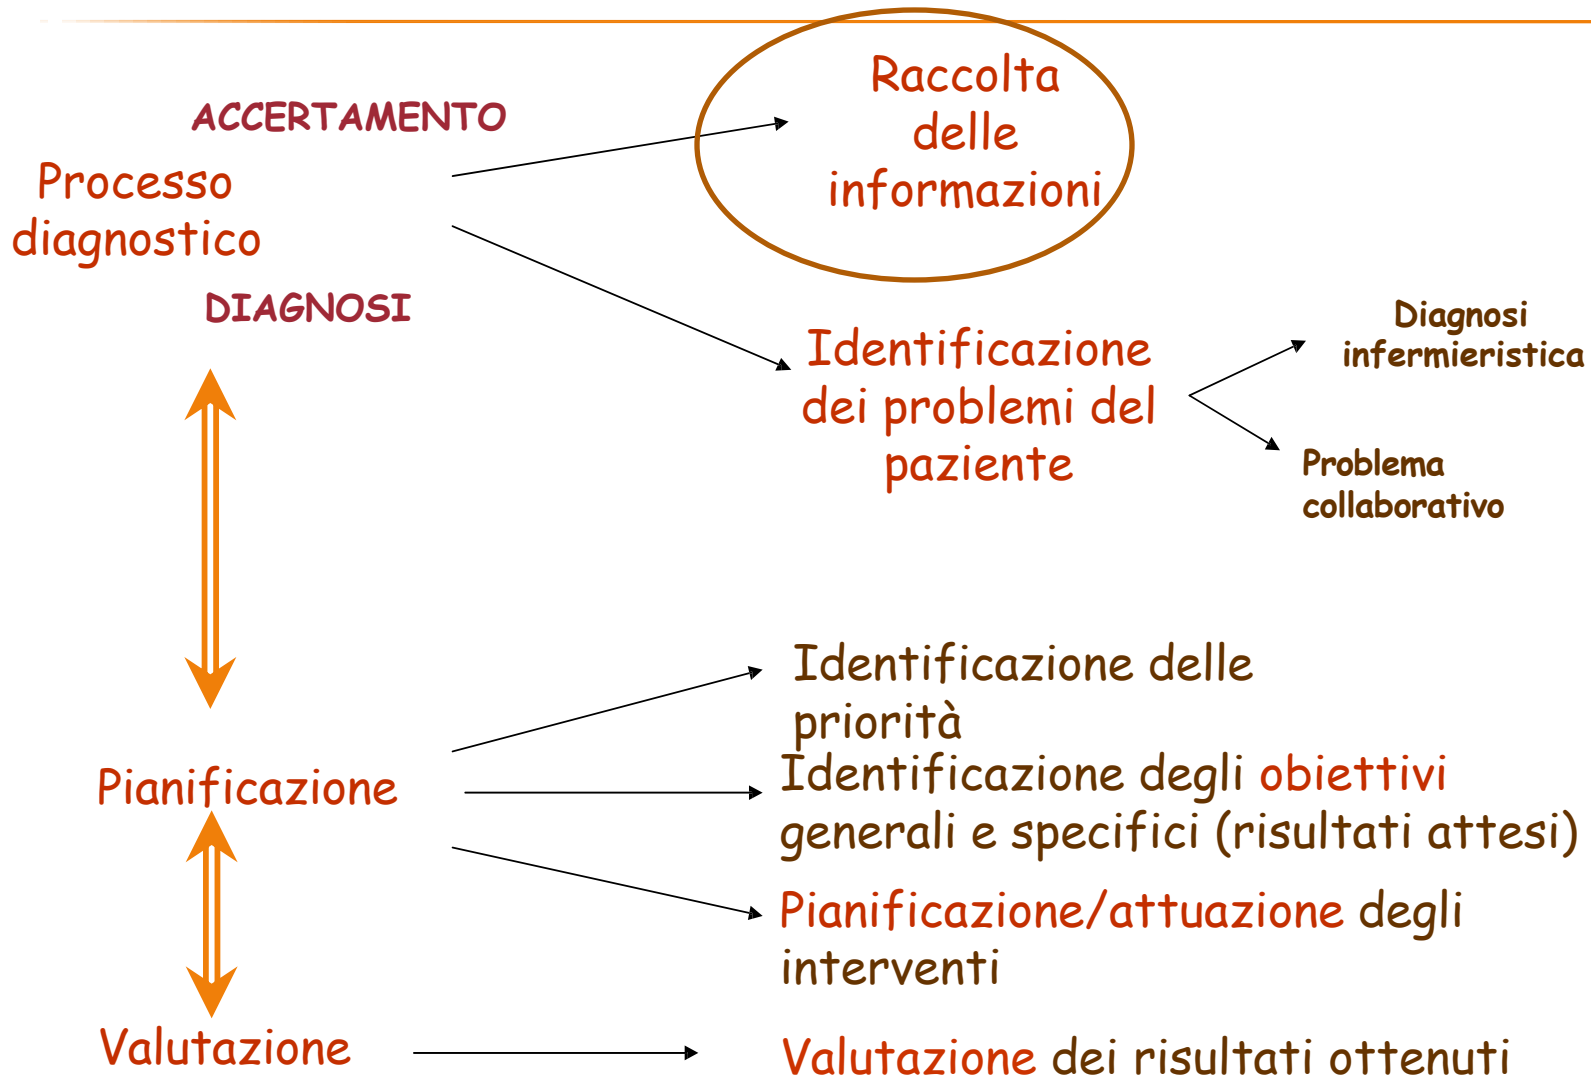 ACCERTAMENTO
Processo
diagnostico
DIAGNOSI
Raccolta
delle
informazioni
Identificazione
dei problemi del
paziente
Diagnosi
infermieristica
Problema
collaborativo
Pianificazione
Identificazione delle
priorità
Identificazione degli obiettivi
generali e specifici (risultati attesi)
Pianificazione/attuazione degli
interventi
Valutazione
Valutazione dei risultati ottenuti